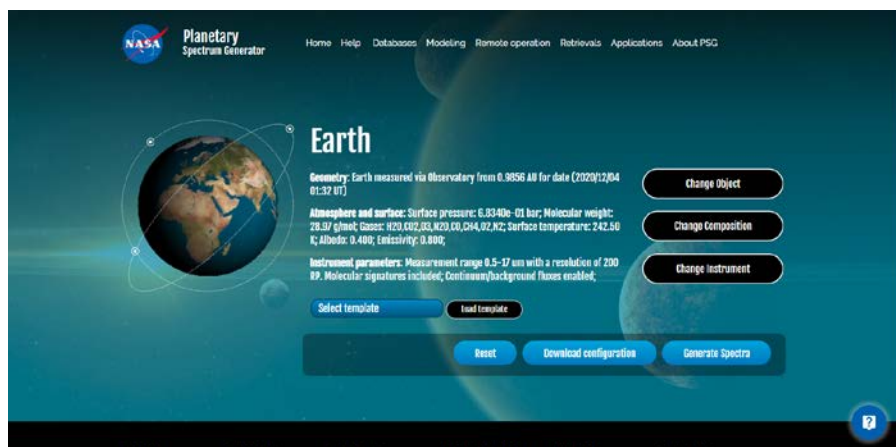 NASA
Planetary
Spectrum Generator
Home Help Databases Modeling Remote operation Retrievals Applications About PSG
Earth
Geometry: Earth measured via Observatory from 0.9856 AU for date (2020/12/04
01:32 UT)
Change Object
Atmosphere and surface: Surface pressure: 6.8340e-01 bar; Molecular weight:
28.97 g/mol; Gases: H2O,CO2,O3,N2O,CO,CH4,O2,N2; Surface temperature: 242.50
K; Albedo: 0.400; Emissivity: 0.800;
Change Composition
Instrument parameters: Measurement range 0.5-17 um with a resolution of 200
RP. Molecular signatures included; Continuum/background fluxes enabled;
Change Instrument
Select template
Load template
Reset Download configuration Generate Spectra
?